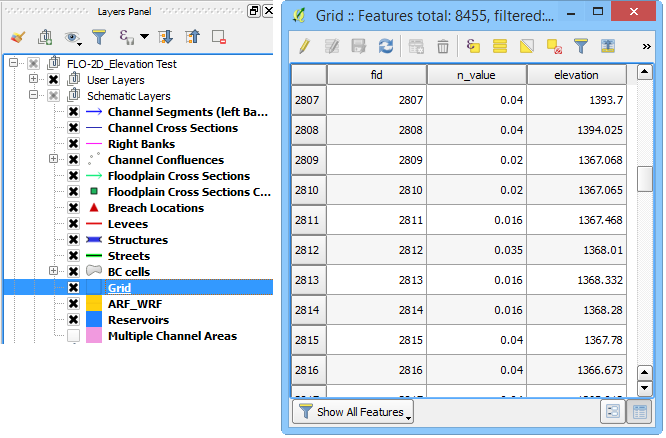 Layers Panel
FLO-2D_Elevation Test
User Layers
Schematic Layers
Channel Segments (left Ba...
Channel Cross Sections
Right Banks
Channel Confluences
Floodplain Cross Sections
Floodplain Cross Sections C...
Breach Locations
Levees
Structures
Streets
BC cells
Grid
ARF_WRF
Reservoirs
Multiple Channel Areas
Grid :: Features total: 8455, filtered:...
fid n_value elevation
2807 2807 0.04 1393.7
2808 2808 0.04 1394.025
2809 2809 0.02 1367.068
2810 2810 0.02 1367.065
2811 2811 0.016 1367.468
2812 2812 0.035 1368.01
2813 2813 0.016 1368.332
2814 2814 0.016 1368.28
2815 2815 0.04 1367.78
2816 2816 0.04 1366.673
Show All Features